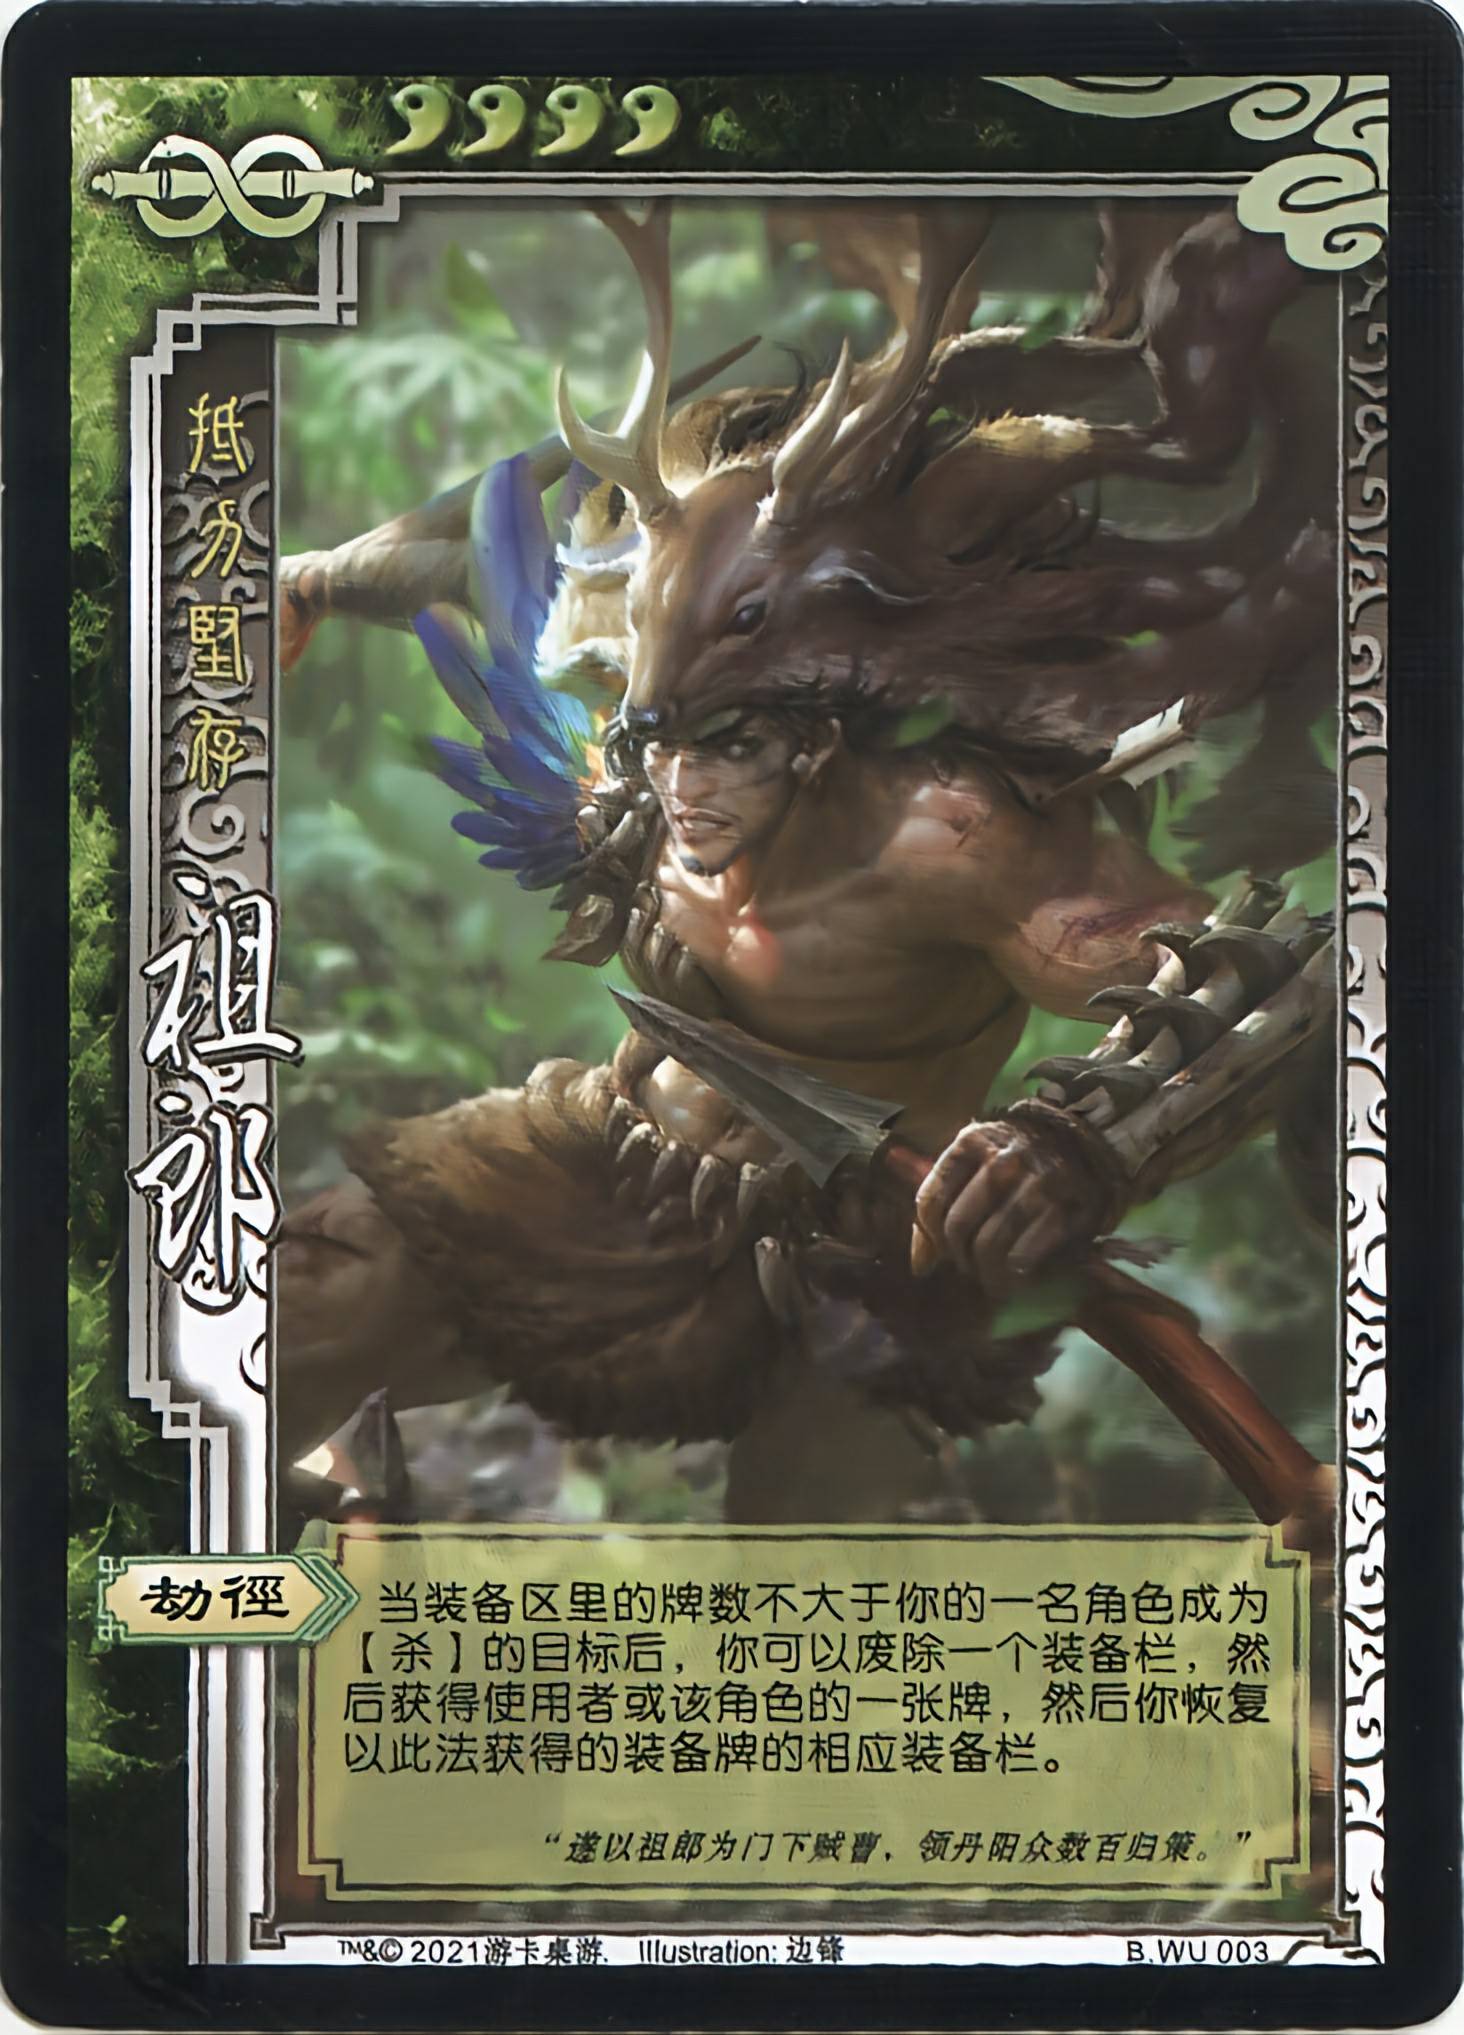 抵力坚存
祖郎
劫徑
当装备区里的牌数不大于你的一名角色成为
【杀】的目标后，你可以废除一个装备栏，然
后获得使用者或该角色的一张牌，然后你恢复
以此法获得的装备牌的相应装备栏。
“遂以祖郎为门下贼曹，领丹阳众数百归策。”
™&© 2021游卡桌游. Illustration: 边锋
B.WU 003